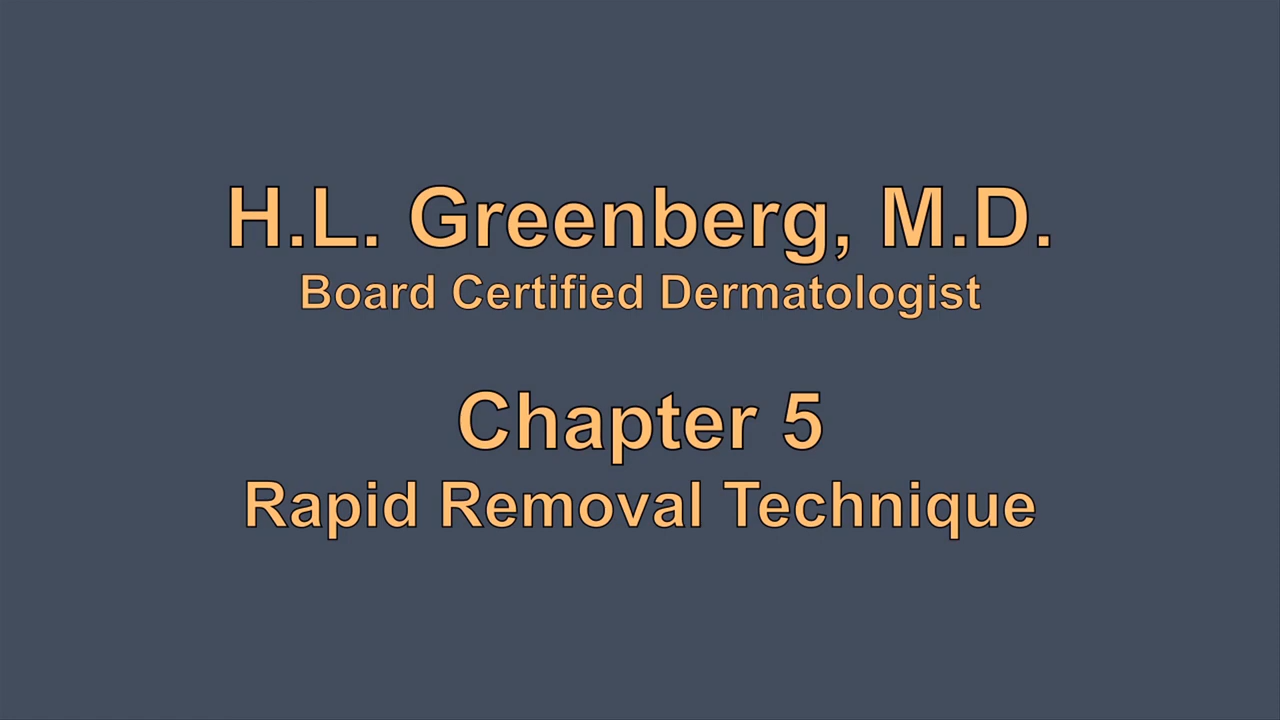 H.L. Greenberg, M.D.
Board Certified Dermatologist
Chapter 5
Rapid Removal Technique